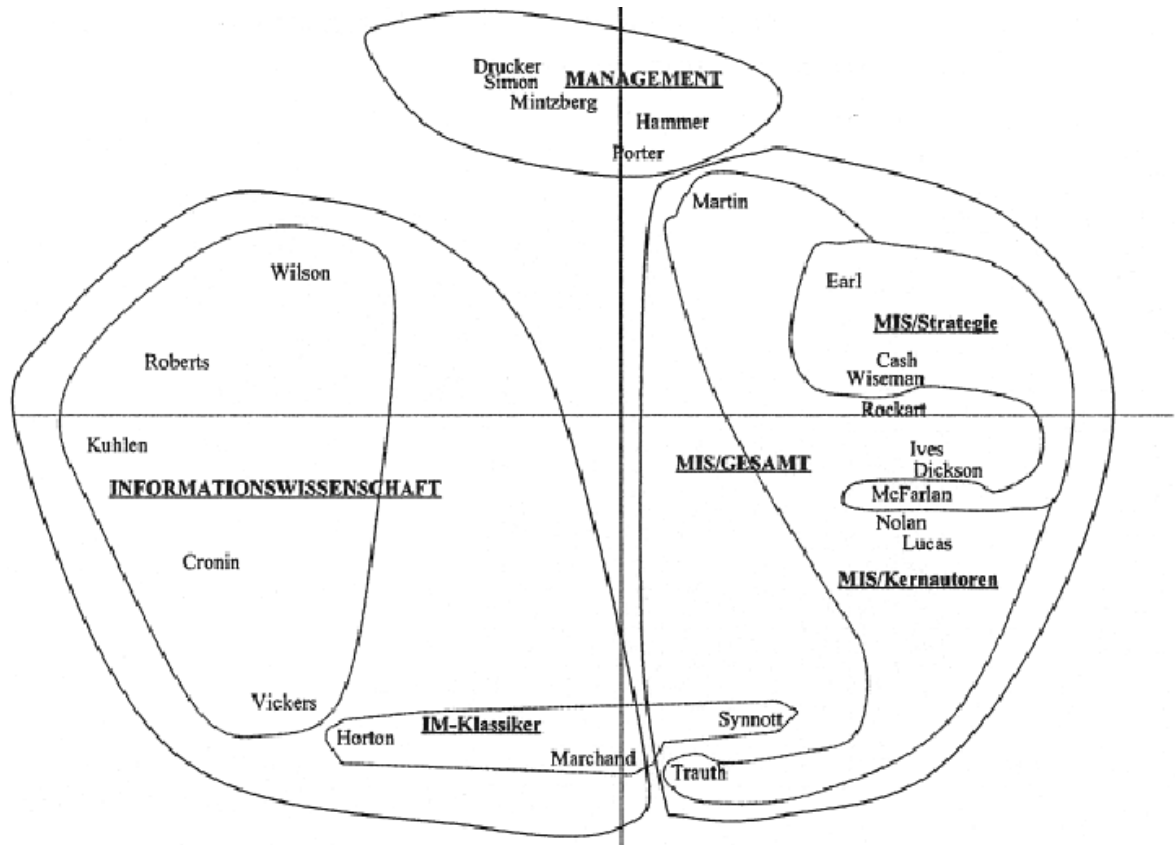 Drucker
Simon
MANAGEMENT
Mintzberg
Hammer
Porter
Martin
Wilson
Earl
MIS/Strategie
Roberts
Cash
Wiseman
Rockart
Kuhlen
Ives
MIS/GESAMT
Dickson
INFORMATIONSWISSENSCHAFT
McFarlan
Nolan
Lucas
Cronin
MIS/Kernautoren
Vickers
Synnott
IM-Klassiker
Horton
Marchand
Trauth